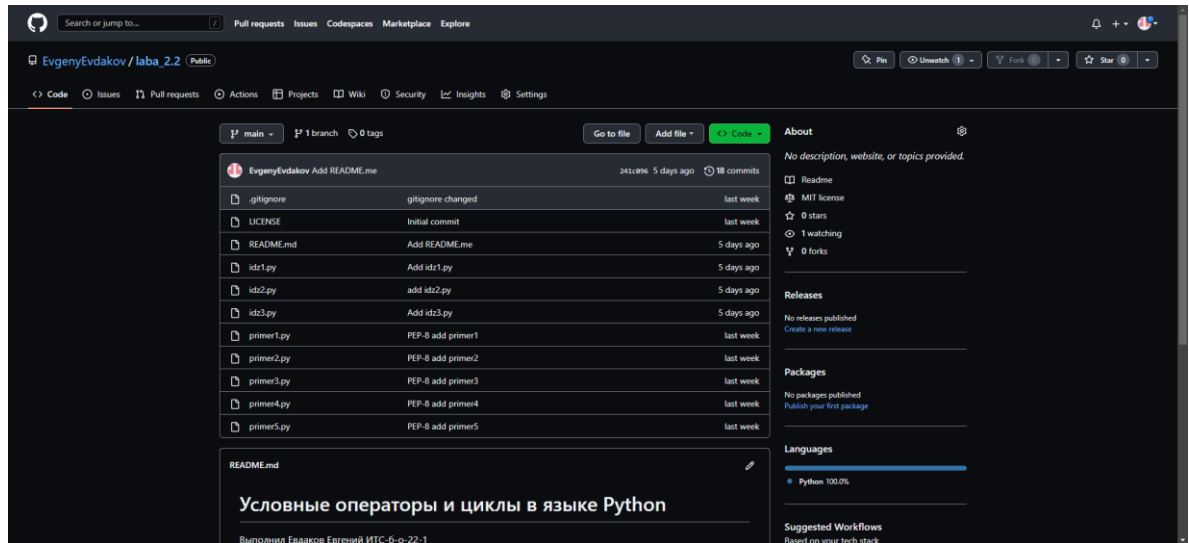 Search or jump to... / Pull requests Issues Codespaces Marketplace Explore
EvgenyEvdakov / laba_2.2 Public Pin Unwatch 1 Fork 0 Star 0
Code Issues Pull requests Actions Projects Wiki Security Insights Settings
main 1 branch 0 tags Go to file Add file Code
EvgenyEvdakov Add README.me 241c096 5 days ago 18 commits
.gitignore gitignore changed last week
LICENSE Initial commit last week
README.md Add README.me 5 days ago
idz1.py Add idz1.py 5 days ago
idz2.py add idz2.py 5 days ago
idz3.py Add idz3.py 5 days ago
primer1.py PEP-8 add primer1 last week
primer2.py PEP-8 add primer2 last week
primer3.py PEP-8 add primer3 last week
primer4.py PEP-8 add primer4 last week
primer5.py PEP-8 add primer5 last week
README.md
Условные операторы и циклы в языке Python
Выполнил Евдаков Евгений ИТС-б-о-22-1
About
No description, website, or topics provided.
Readme
MIT license
0 stars
1 watching
0 forks
Releases
No releases published
Create a new release
Packages
No packages published
Publish your first package
Languages
Python 100.0%
Suggested Workflows
Based on your tech stack